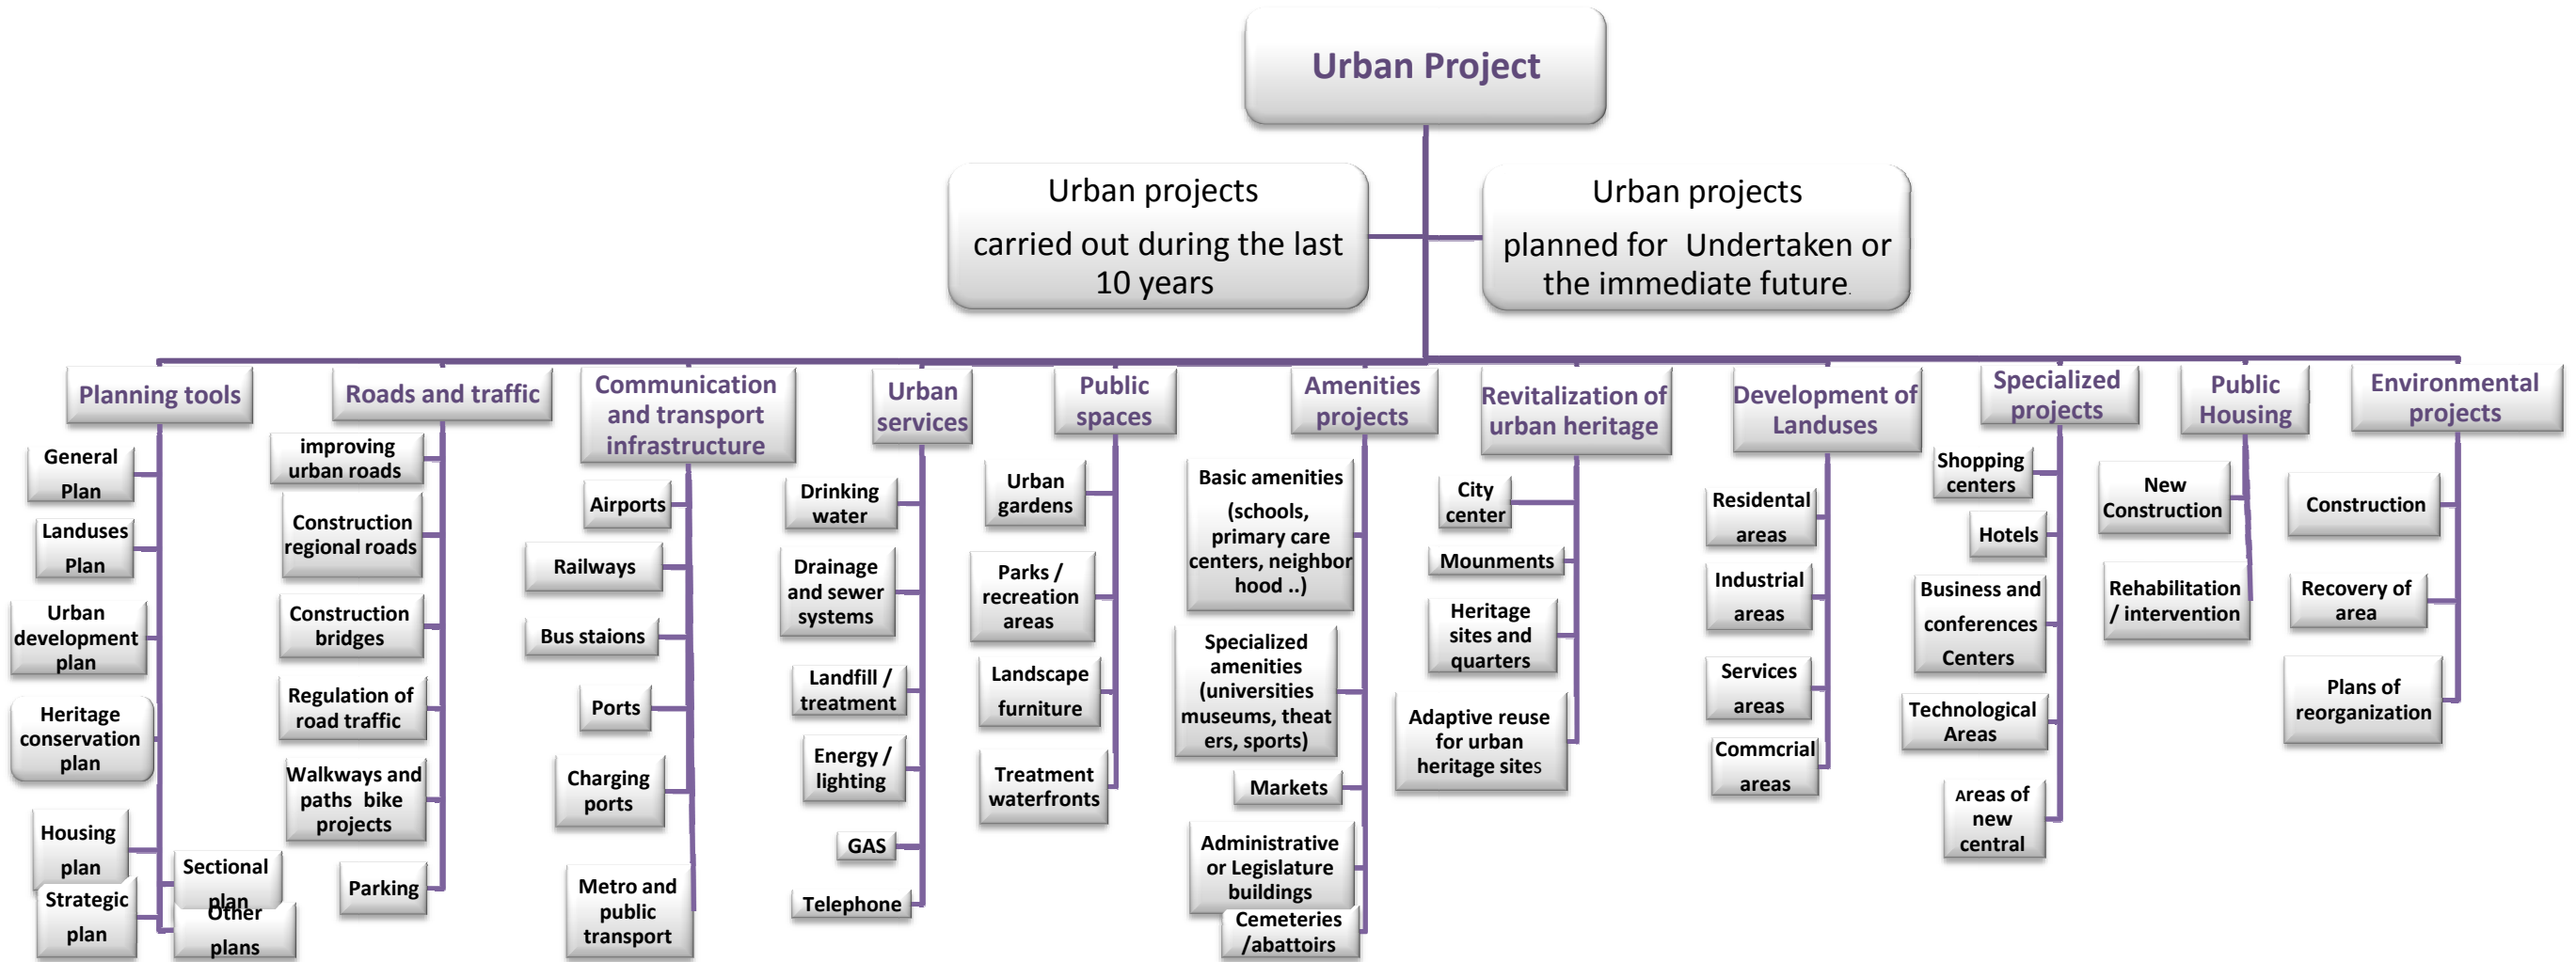 Urban Project
Urban projects
carried out during the last
10 years
Urban projects
planned for Undertaken or
the immediate future.
Planning tools
General
Plan
Landuses
Plan
Urban
development
plan
Heritage
conservation
plan
Housing
plan
Sectional
plan
Strategic
plan
Other
plans
Roads and traffic
improving
urban roads
Construction
regional roads
Construction
bridges
Regulation of
road traffic
Walkways and
paths bike
projects
Parking
Communication
and transport
infrastructure
Airports
Railways
Bus staions
Ports
Charging
ports
Metro and
public
transport
Urban
services
Drinking
water
Drainage
and sewer
systems
Landfill /
treatment
Energy /
lighting
GAS
Telephone
Public
spaces
Urban
gardens
Parks /
recreation
areas
Landscape
furniture
Treatment
waterfronts
Amenities
projects
Basic amenities
(schools,
primary care
centers, neighbor
hood ..)
Specialized
amenities
(universities
museums, theat
ers, sports)
Markets
Administrative
or Legislature
buildings
Cemeteries
/abattoirs
Revitalization of
urban heritage
City
center
Mounments
Heritage
sites and
quarters
Adaptive reuse
for urban
heritage sites
Development of
Landuses
Residental
areas
Industrial
areas
Services
areas
Commcrial
areas
Specialized
projects
Shopping
centers
Hotels
Business and
conferences
Centers
Technological
Areas
Areas of
new
central
Public
Housing
New
Construction
Rehabilitation
/ intervention
Environmental
projects
Construction
Recovery of
area
Plans of
reorganization